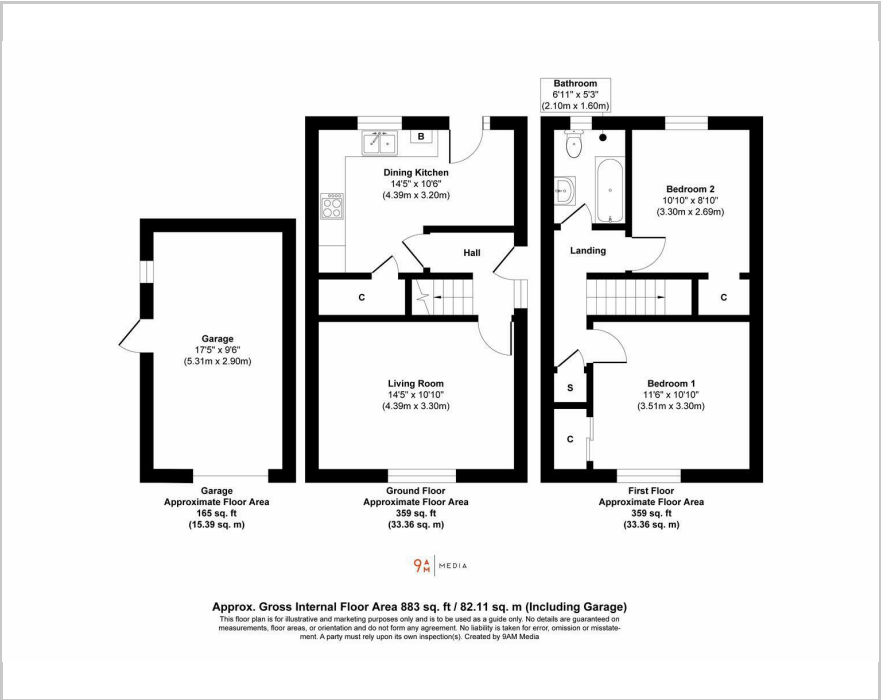 Bathroom
6'11" x 5'3"
(2.10m x 1.60m)
B
Dining Kitchen
14'5" x 10'6"
(4.39m x 3.20m)
Bedroom 2
10'10" x 8'10"
(3.30m x 2.69m)
Hall
Landing
C
C
Garage
17'5" x 9'6"
(5.31m x 2.90m)
Living Room
14'5" x 10'10"
(4.39m x 3.30m)
S
Bedroom 1
11'6" x 10'10"
(3.51m x 3.30m)
C
Garage
Approximate Floor Area
165 sq. ft
(15.39 sq. m)
Ground Floor
Approximate Floor Area
359 sq. ft
(33.36 sq. m)
First Floor
Approximate Floor Area
359 sq. ft
(33.36 sq. m)
9AM MEDIA
Approx. Gross Internal Floor Area 883 sq. ft / 82.11 sq. m (Including Garage)
This floor plan is for illustrative and marketing purposes only and is to be used as a guide only. No details are guaranteed on
measurements, floor areas, or orientation and do not form any agreement. No liability is taken for error, omission or misstate-
ment. A party must rely upon its own inspection(s). Created by 9AM Media